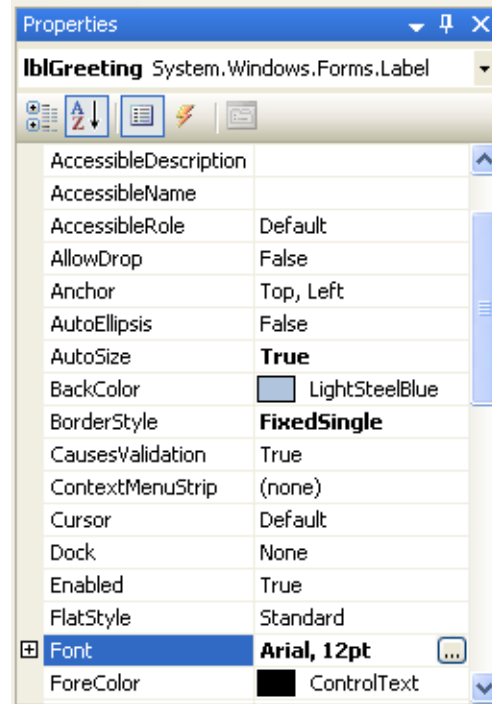 Properties
lblGreeting System.Windows.Forms.Label
A
Z
AccessibleDescription
AccessibleName
AccessibleRole Default
AllowDrop False
Anchor Top, Left
AutoEllipsis False
AutoSize True
BackColor LightSteelBlue
BorderStyle FixedSingle
CausesValidation True
ContextMenuStrip (none)
Cursor Default
Dock None
Enabled True
FlatStyle Standard
Font Arial, 12pt ...
ForeColor ControlText